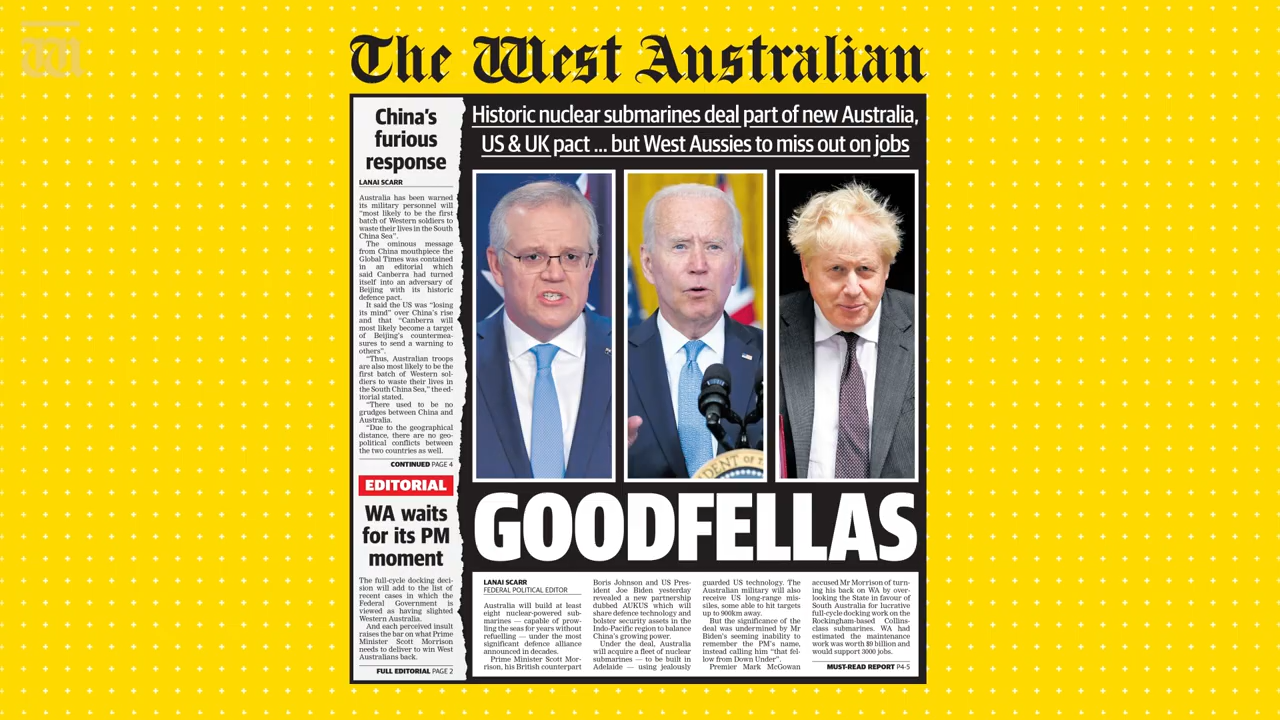 The West Australian
China's
furious
response
LANAI SCARR
Australia has been warned
its military personnel will
"most likely to be the first
batch of Western soldiers to
waste their lives in the South
China Sea".
The ominous message
from China mouthpiece the
Global Times was contained
in an editorial which
said Canberra had turned
itself into an adversary of
Beijing with its historic
defence pact.
It said the US was "losing
its mind" over China's rise
and that "Canberra will
most likely become a target
of Beijing's countermea-
sures to send a warning to
others".
"Thus, Australian troops
are also most likely to be the
first batch of Western sol-
diers to waste their lives in
the South China Sea," the ed-
itorial stated.
"There used to be no
grudges between China and
Australia.
"Due to the geographical
distance, there are no geo-
political conflicts between
the two countries as well.
CONTINUED PAGE 4
EDITORIAL
WA waits
for its PM
moment
The full-cycle docking deci-
sion will add to the list of
recent cases in which the
Federal Government is
viewed as having slighted
Western Australia.
And each perceived insult
raises the bar on what Prime
Minister Scott Morrison
needs to deliver to win West
Australians back.
FULL EDITORIAL PAGE 2
Historic nuclear submarines deal part of new Australia,
US & UK pact ... but West Aussies to miss out on jobs
DENT OF T
GOODFELLAS
LANAI SCARR
FEDERAL POLITICAL EDITOR
Australia will build at least
eight nuclear-powered sub-
marines — capable of prow-
ling the seas for years without
refuelling — under the most
significant defence alliance
announced in decades.
Prime Minister Scott Mor-
rison, his British counterpart
Boris Johnson and US Pres-
ident Joe Biden yesterday
revealed a new partnership
dubbed AUKUS which will
share defence technology and
bolster security assets in the
Indo-Pacific region to balance
China's growing power.
Under the deal, Australia
will acquire a fleet of nuclear
submarines — to be built in
Adelaide — using jealously
guarded US technology. The
Australian military will also
receive US long-range mis-
siles, some able to hit targets
up to 900km away.
But the significance of the
deal was undermined by Mr
Biden's seeming inability to
remember the PM's name,
instead calling him "that fel-
low from Down Under".
Premier Mark McGowan
accused Mr Morrison of turn-
ing his back on WA by over-
looking the State in favour of
South Australia for lucrative
full-cycle docking work on the
Rockingham-based Collins-
class submarines. WA had
estimated the maintenance
work was worth $9 billion and
would support 3000 jobs.
MUST-READ REPORT P4-5